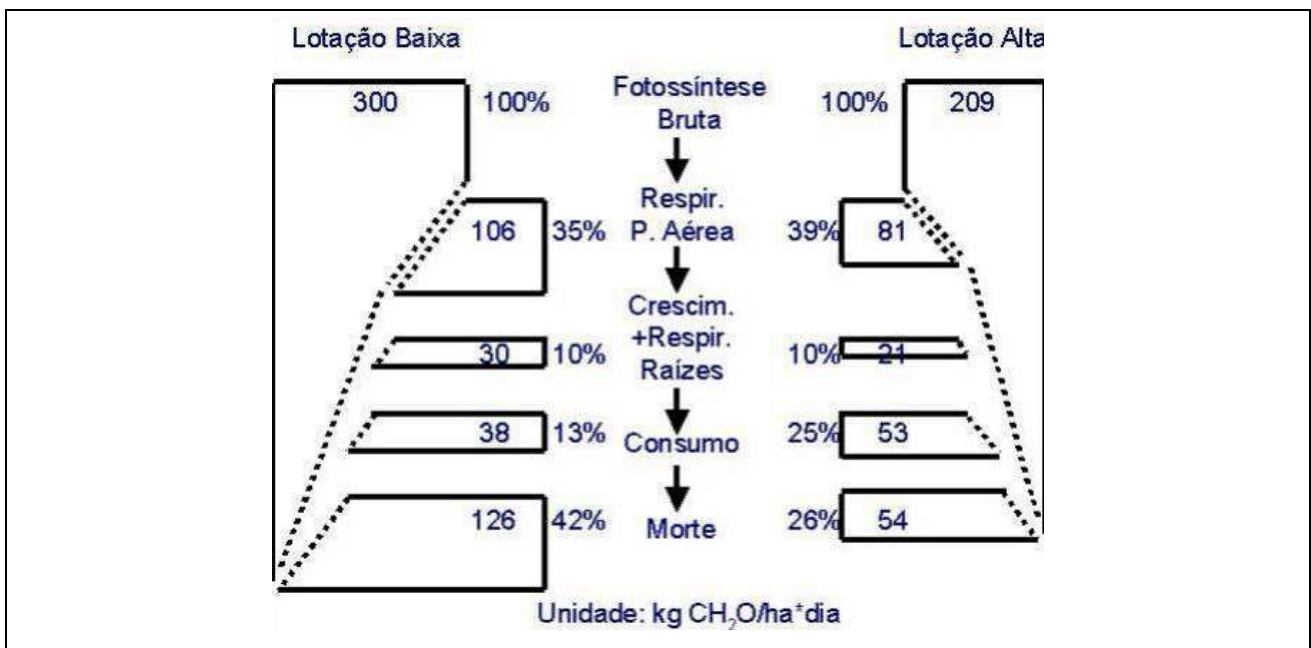 Lotação Baixa
Lotação Alta
300
100%
Fotossíntese
Bruta
100%
209
106
35%
Respir.
P. Aérea
39%
81
30
10%
Crescim.
+Respir.
Raízes
10%
21
38
13%
Consumo
25%
53
126
42%
Morte
26%
54
Unidade: kg CH₂O/ha*dia